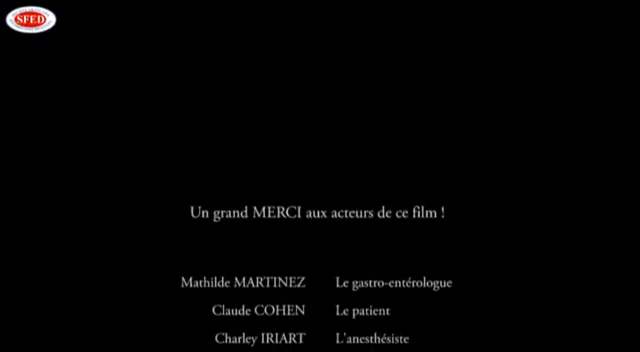 SFED
Un grand MERCI aux acteurs de ce film !
Mathilde MARTINEZ Le gastro-entérologue
Claude COHEN Le patient
Charley IRIART L'anesthésiste